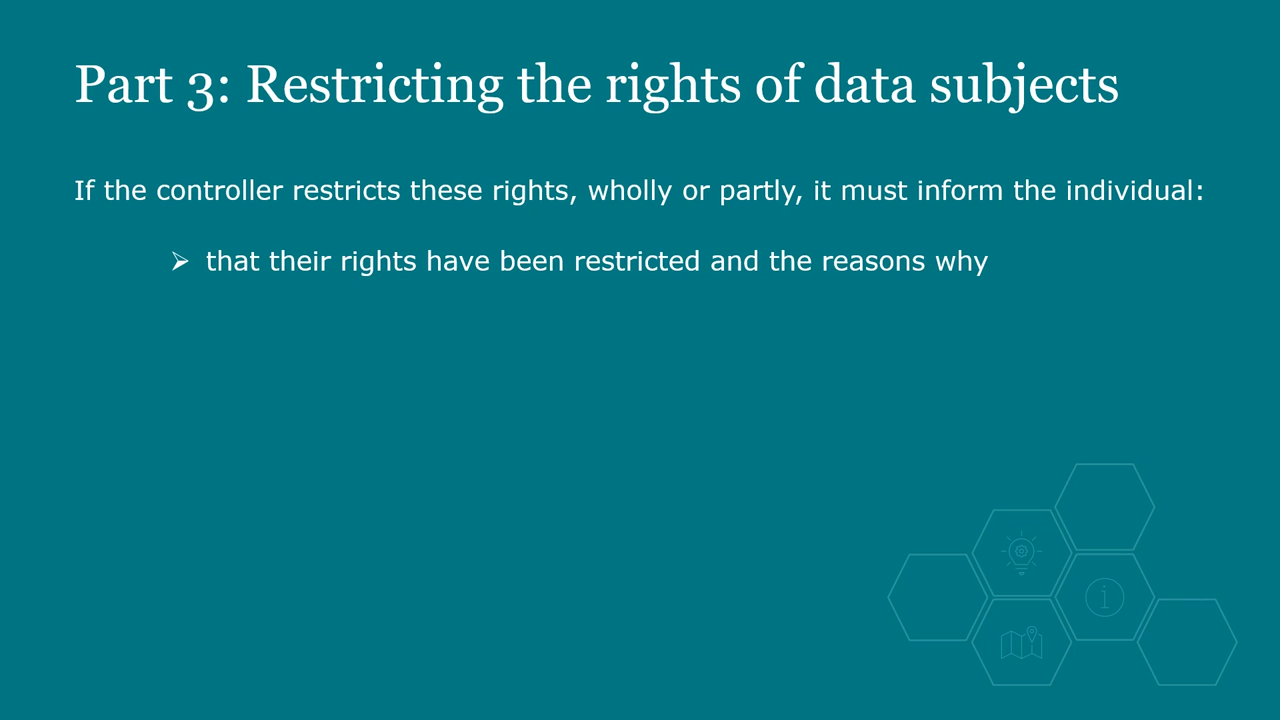 Part 3: Restricting the rights of data subjects
If the controller restricts these rights, wholly or partly, it must inform the individual:
➢ that their rights have been restricted and the reasons why
i